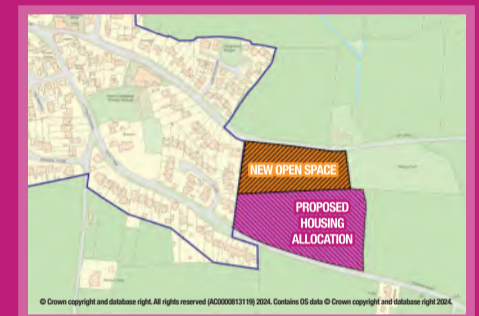 NEW OPEN SPACE
PROPOSED
HOUSING
ALLOCATION
© Crown copyright and database right. All rights reserved (AC0000813119) 2024. Contains OS data © Crown copyright and database right 2024.